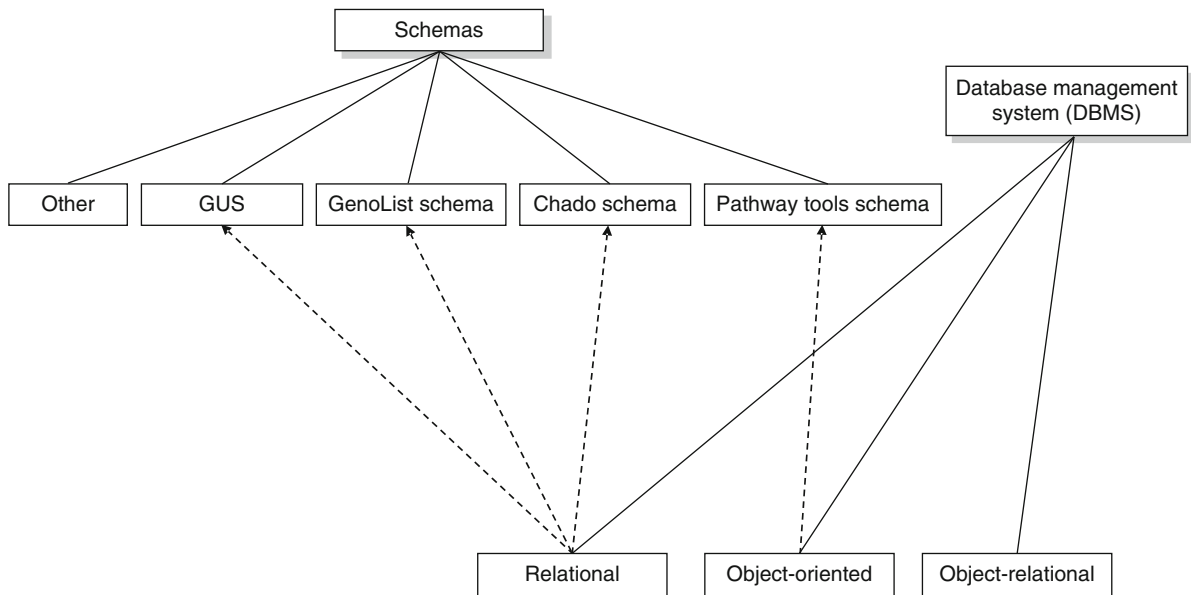 Schemas
Database management
system (DBMS)
Other
GUS
GenoList schema
Chado schema
Pathway tools schema
Relational
Object-oriented
Object-relational